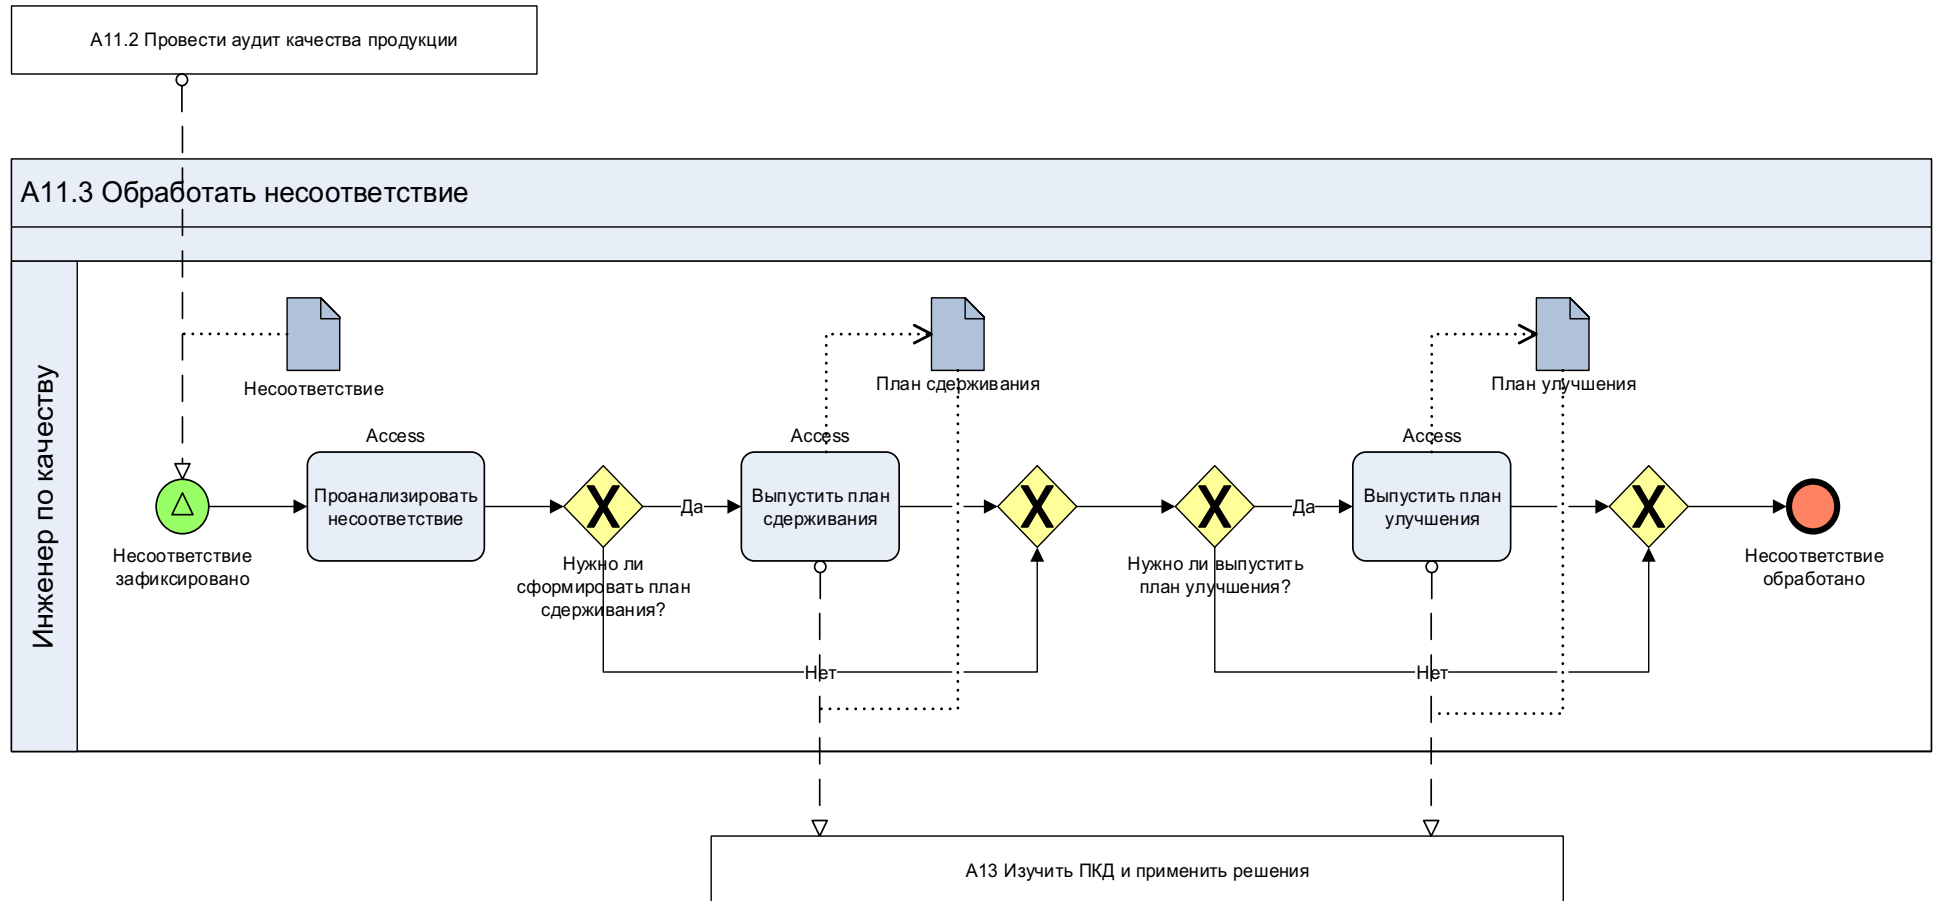 А11.2 Провести аудит качества продукции
А11.3 Обработать несоответствие
Инженер по качеству
Несоответствие
План сдерживания
План улучшения
Access
Access
Access
Проанализировать
несоответствие
Да
Выпустить план
сдерживания
Да
Выпустить план
улучшения
Несоответствие
зафиксировано
Нужно ли
сформировать план
сдерживания?
Нужно ли выпустить
план улучшения?
Несоответствие
обработано
Нет
Нет
А13 Изучить ПКД и применить решения